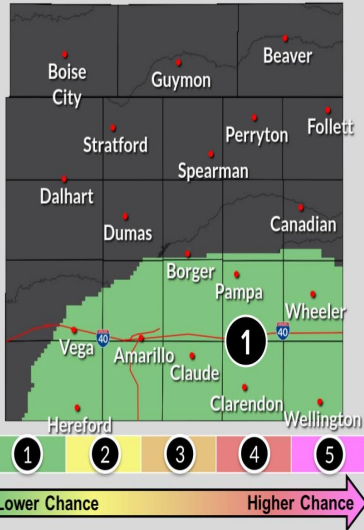 Boise
City
Guymon
Beaver
Stratford
Perryton
Follett
Spearman
Dalhart
Dumas
Canadian
Borger
Pampa
Wheeler
Vega
40
Amarillo
1
40
Claude
Clarendon
Wellington
Hereford
1 2 3 4 5
Lower Chance Higher Chance